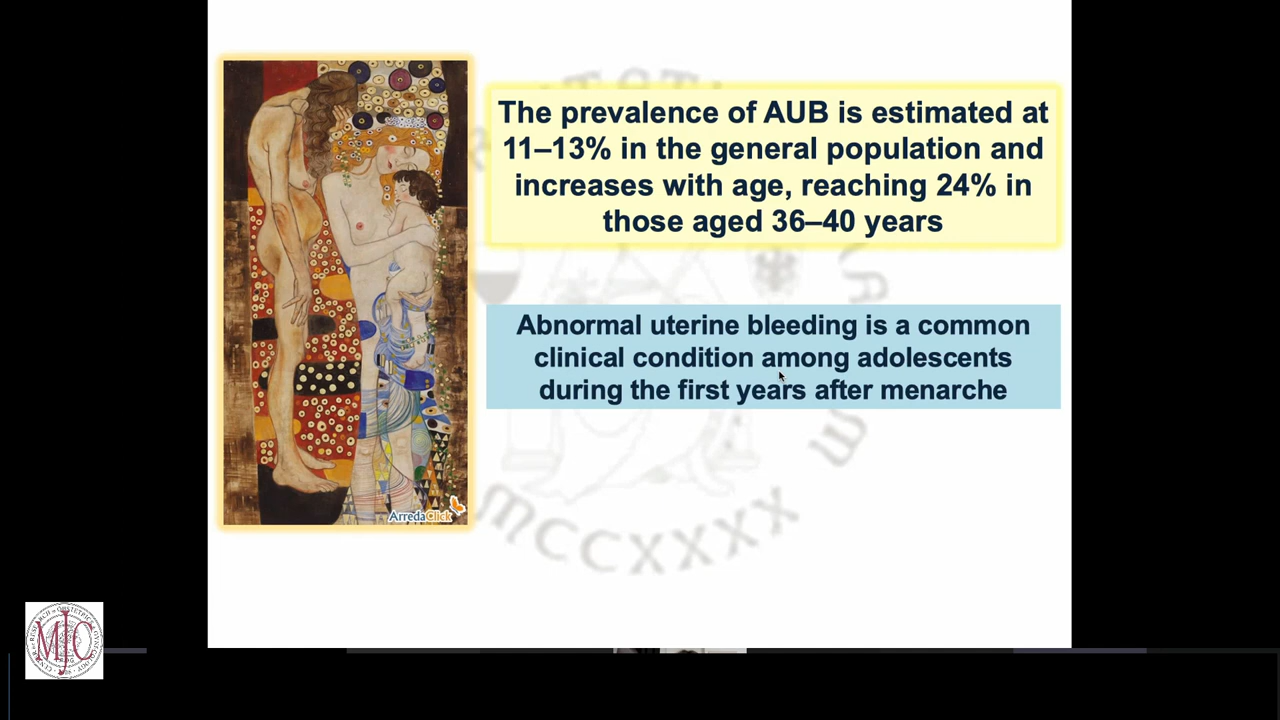 The prevalence of AUB is estimated at
11–13% in the general population and
increases with age, reaching 24% in
those aged 36–40 years
Abnormal uterine bleeding is a common
clinical condition among adolescents
during the first years after menarche
ArredaClick
MCCXXXX
MJC